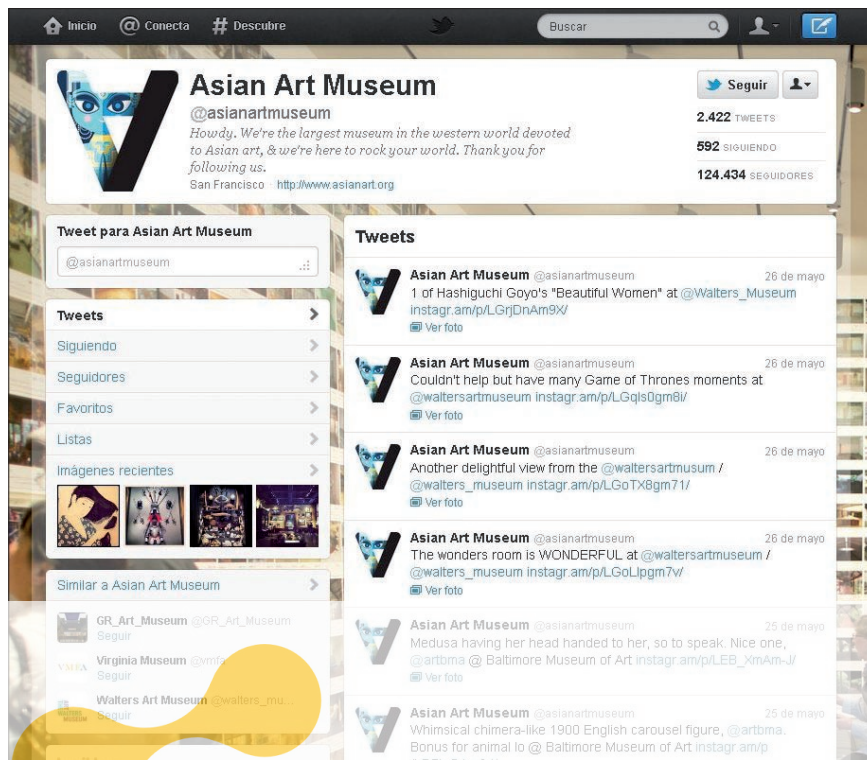 Inicio @ Conecta # Descubre Buscar
Asian Art Museum
@asianartmuseum
Howdy. We're the largest museum in the western world devoted
to Asian art, & we're here to rock your world. Thank you for
following us.
San Francisco · http://www.asianart.org
Seguir
2.422 TWEETS
592 SIGUIENDO
124.434 SEGUIDORES
Tweet para Asian Art Museum
@asianartmuseum
Tweets
Siguiendo
Seguidores
Favoritos
Listas
Imágenes recientes
Similar a Asian Art Museum
GR_Art_Museum @GR_Art_Museum
Seguir
VMFA
Virginia Museum @vmfa
Seguir
Walters Art Museum @walters_mu...
Seguir
Tweets
Asian Art Museum @asianartmuseum 26 de mayo
1 of Hashiguchi Goyo's "Beautiful Women" at @Walters_Museum
instagr.am/p/LGrjDnAm9X/
Ver foto
Asian Art Museum @asianartmuseum 26 de mayo
Couldn't help but have many Game of Thrones moments at
@waltersartmuseum instagr.am/p/LGqls0gm8i/
Ver foto
Asian Art Museum @asianartmuseum 26 de mayo
Another delightful view from the @waltersartmusum /
@walters_museum instagr.am/p/LGoTX8gm71/
Ver foto
Asian Art Museum @asianartmuseum 26 de mayo
The wonders room is WONDERFUL at @waltersartmuseum /
@walters_museum instagr.am/p/LGoLlpgm7v/
Ver foto
Asian Art Museum @asianartmuseum 25 de mayo
Medusa having her head handed to her, so to speak. Nice one,
@artbma @ Baltimore Museum of Art instagr.am/p/LEB_XmAm-J/
Ver foto
Asian Art Museum @asianartmuseum 25 de mayo
Whimsical chimera-like 1900 English carousel figure, @artbma.
Bonus for animal lo @ Baltimore Museum of Art instagr.am/p